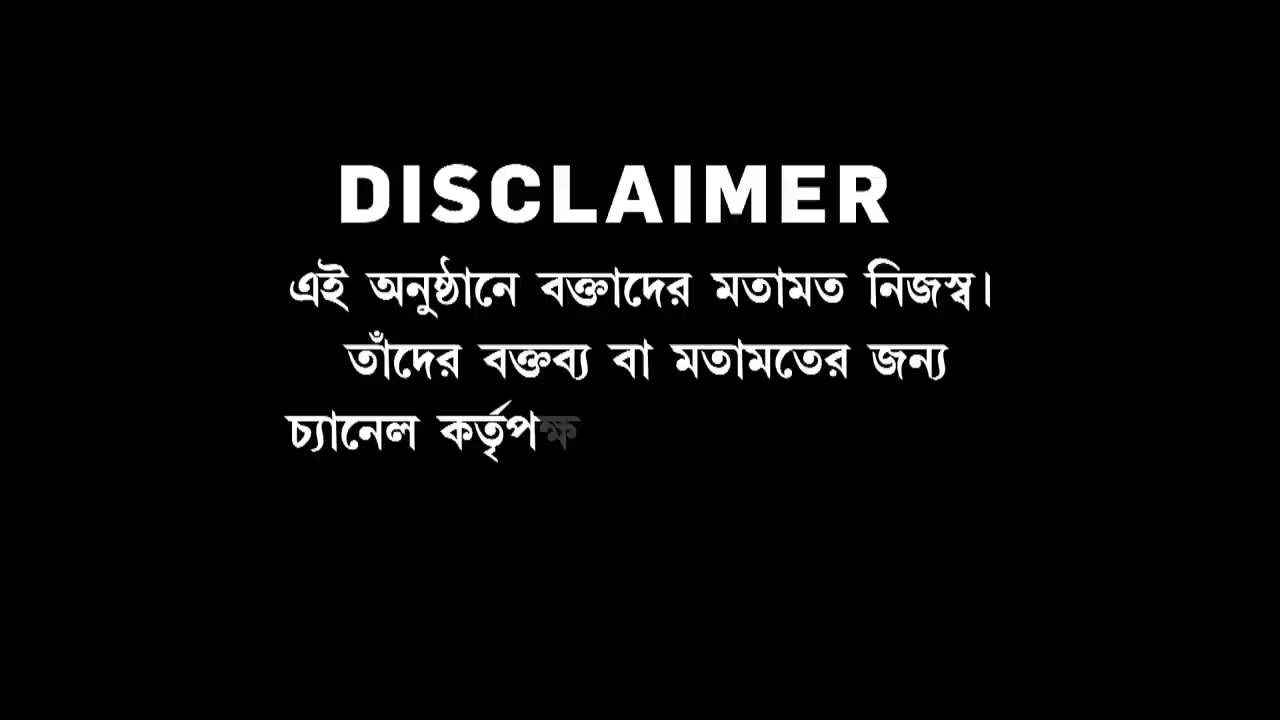 DISCLAIMER
এই অনুষ্ঠানে বক্তাদের মতামত নিজস্ব।
তাঁদের বক্তব্য বা মতামতের জন্য
চ্যানেল কর্তৃপক্ষ